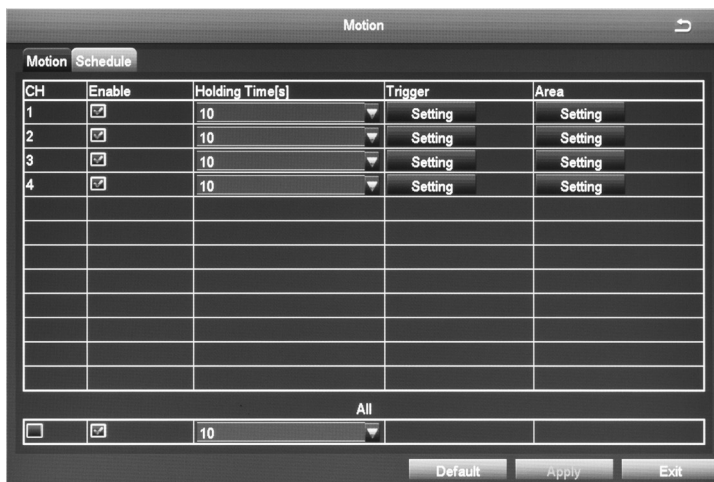 Motion
Motion Schedule
CH Enable Holding Time[s] Trigger Area
1 10 Setting Setting
2 10 Setting Setting
3 10 Setting Setting
4 10 Setting Setting
All
10
Default Apply Exit